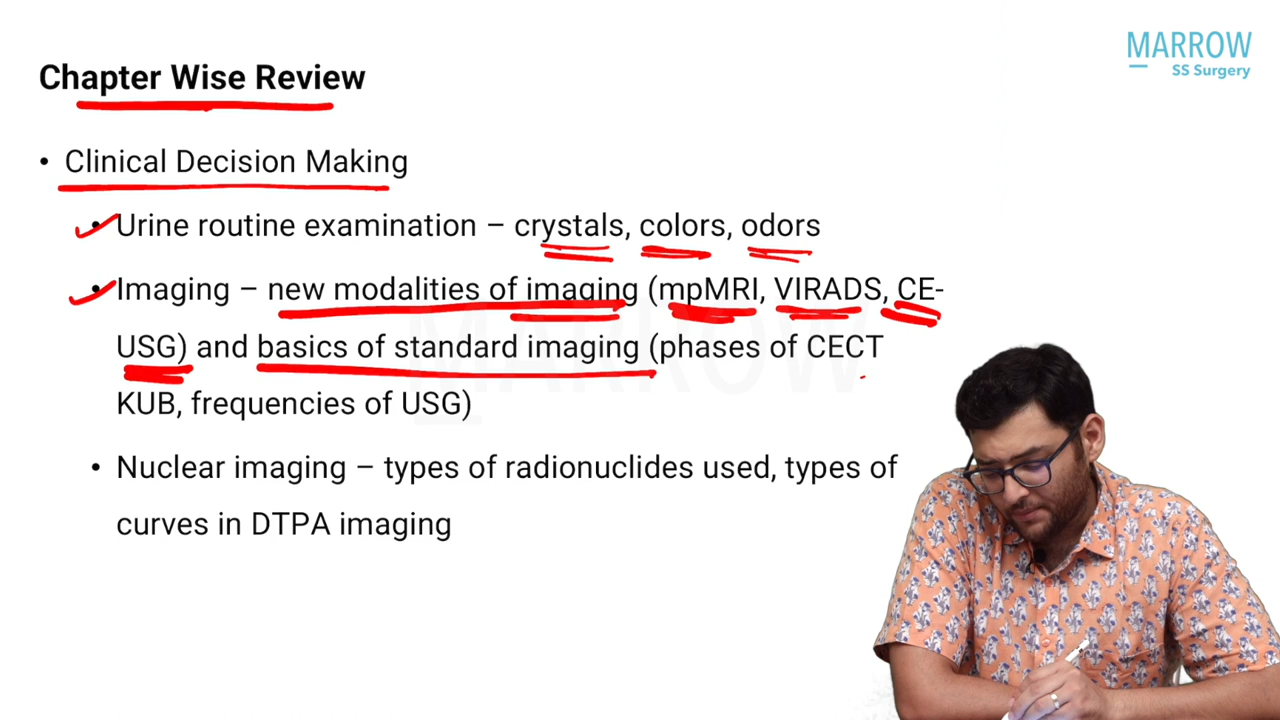 MARROW
SS Surgery
Chapter Wise Review
• Clinical Decision Making
• Urine routine examination – crystals, colors, odors
• Imaging – new modalities of imaging (mpMRI, VIRADS, CE-
USG) and basics of standard imaging (phases of CECT
KUB, frequencies of USG)
• Nuclear imaging – types of radionuclides used, types of
curves in DTPA imaging
MARROW